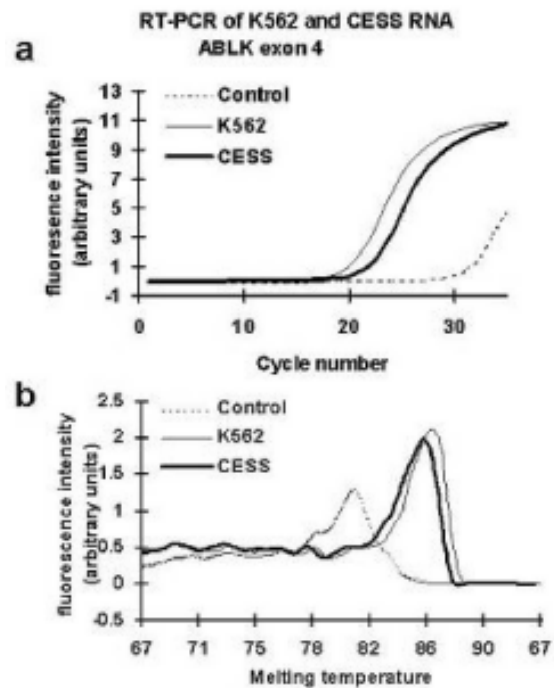 RT-PCR of K562 and CESS RNA
ABLK exon 4
a
fluoresence intensity
(arbitrary units)
13
11
9
7
5
3
1
-1
Control
K562
CESS
0
10
20
30
Cycle number
b
fluorescence intensity
(arbitrary units)
2.5
2
1.5
1
0.5
0
-0.5
Control
K562
CESS
67
71
75
78
82
86
90
67
Melting temperature